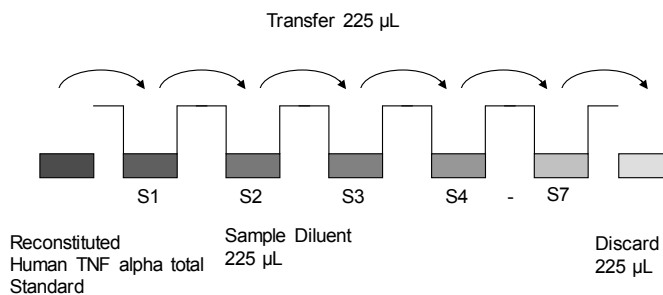 Transfer 225 µL
S1 S2 S3 S4 - S7
Reconstituted
Human TNF alpha total
Standard
Sample Diluent
225 µL
Discard
225 µL